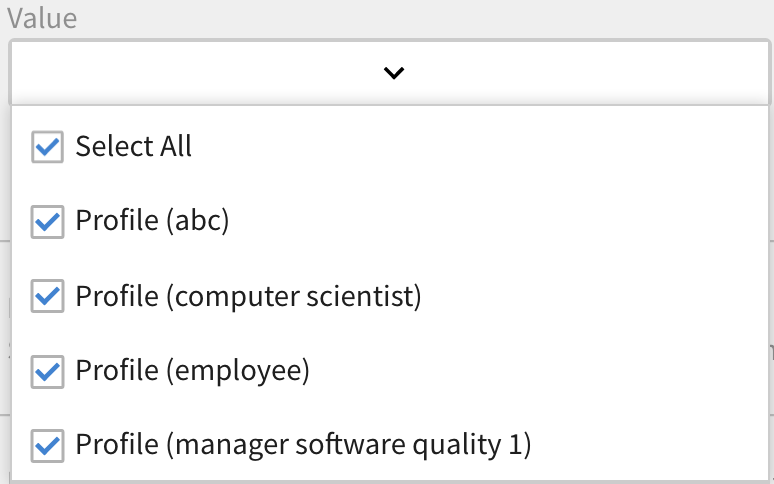 Value
Select All
Profile (abc)
Profile (computer scientist)
Profile (employee)
Profile (manager software quality 1)